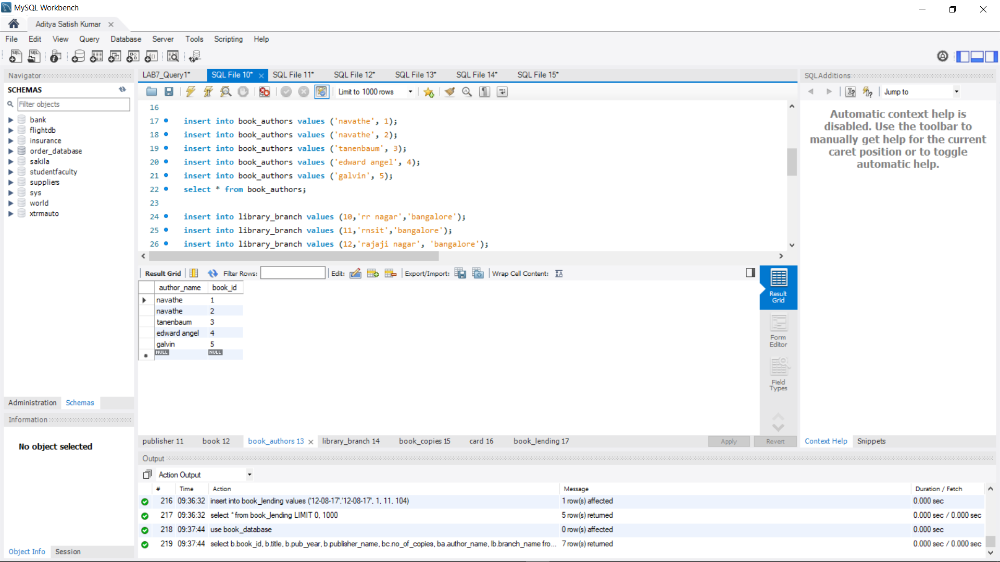 MySQL Workbench
Aditya Satish Kumar
File Edit View Query Database Server Tools Scripting Help
Navigator
SCHEMAS
Filter objects
bank
flightdb
insurance
order_database
sakila
studentfaculty
suppliers
sys
world
xtrmauto
Administration Schemas
Information
No object selected
Object Info Session
LAB7_Query1* SQL File 10* SQL File 11* SQL File 12* SQL File 13* SQL File 14* SQL File 15*
Limit to 1000 rows
16
17 insert into book_authors values ('navathe', 1);
18 insert into book_authors values ('navathe', 2);
19 insert into book_authors values ('tanenbaum', 3);
20 insert into book_authors values ('edward angel', 4);
21 insert into book_authors values ('galvin', 5);
22 select * from book_authors;
23
24 insert into library_branch values (10,'rr nagar','bangalore');
25 insert into library_branch values (11,'rnsit','bangalore');
26 insert into library_branch values (12,'rajaji nagar', 'bangalore');
Result Grid Filter Rows: Edit: Export/Import: Wrap Cell Content:
author_name book_id
navathe 1
navathe 2
tanenbaum 3
edward angel 4
galvin 5
NULL NULL
Result
Grid
Form
Editor
Field
Types
publisher 11 book 12 book_authors 13 library_branch 14 book_copies 15 card 16 book_lending 17
Apply Revert
SQL Additions
Jump to
Automatic context help is
disabled. Use the toolbar to
manually get help for the current
caret position or to toggle
automatic help.
Context Help Snippets
Output
Action Output
# Time Action Message Duration / Fetch
216 09:36:32 insert into book_lending values ('12-08-17','12-08-17', 1, 11, 104) 1 row(s) affected 0.000 sec
217 09:36:32 select * from book_lending LIMIT 0, 1000 5 row(s) returned 0.000 sec / 0.000 sec
218 09:37:44 use book_database 0 row(s) affected 0.000 sec
219 09:37:44 select b.book_id, b.title, b.pub_year, b.publisher_name, bc.no_of_copies, ba.author_name, lb.branch_name fro... 7 row(s) returned 0.000 sec / 0.000 sec